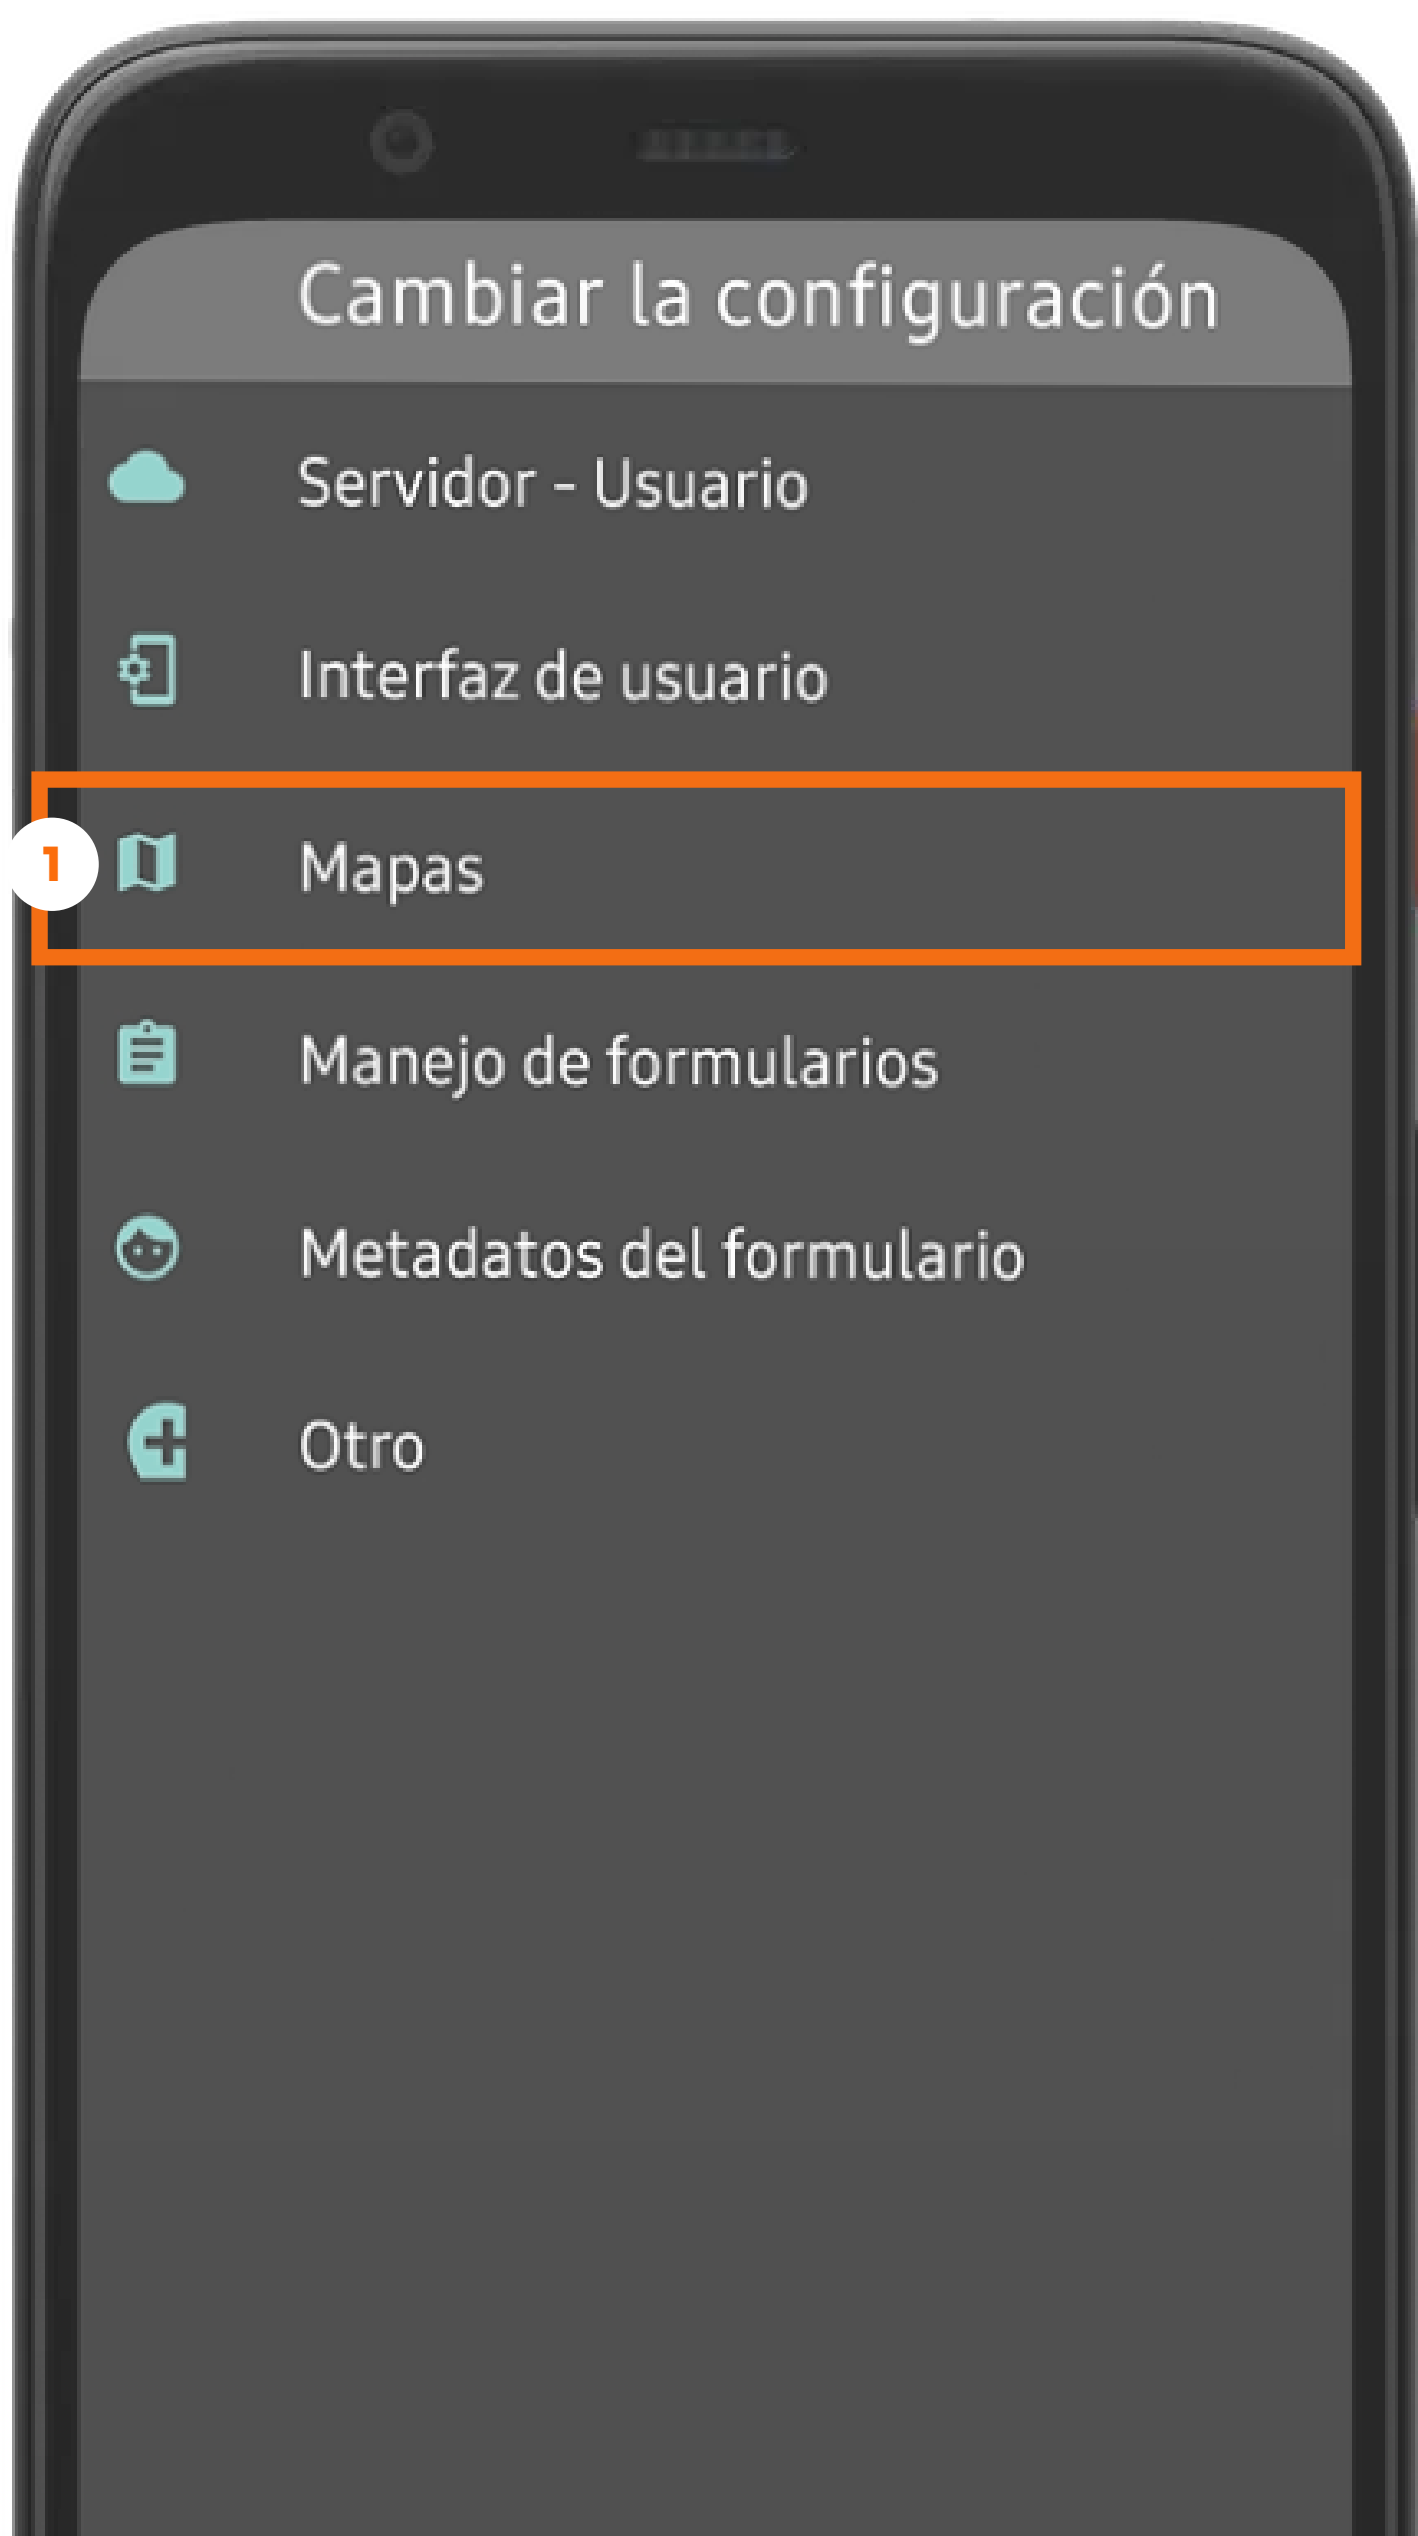 Cambiar la configuración
Servidor - Usuario
Interfaz de usuario
1
Mapas
Manejo de formularios
Metadatos del formulario
Otro